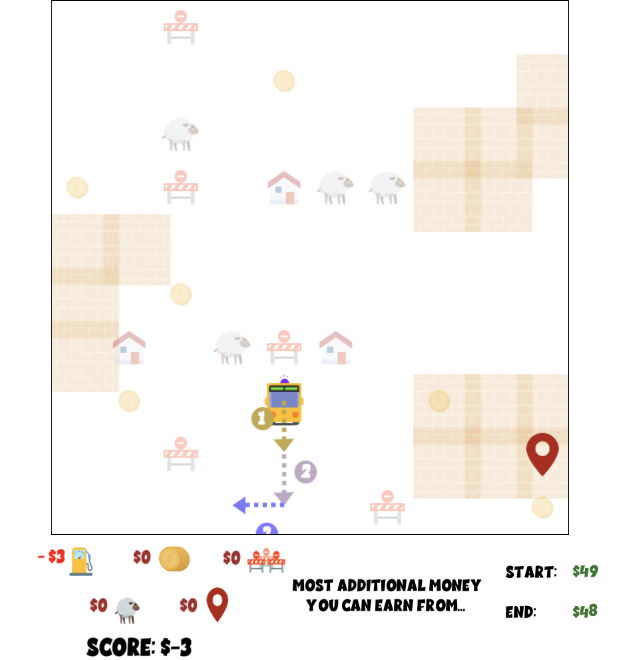 1
2
- $3
$0
$0
$0
$0
MOST ADDITIONAL MONEY
YOU CAN EARN FROM...
START: $49
END: $48
SCORE: $-3